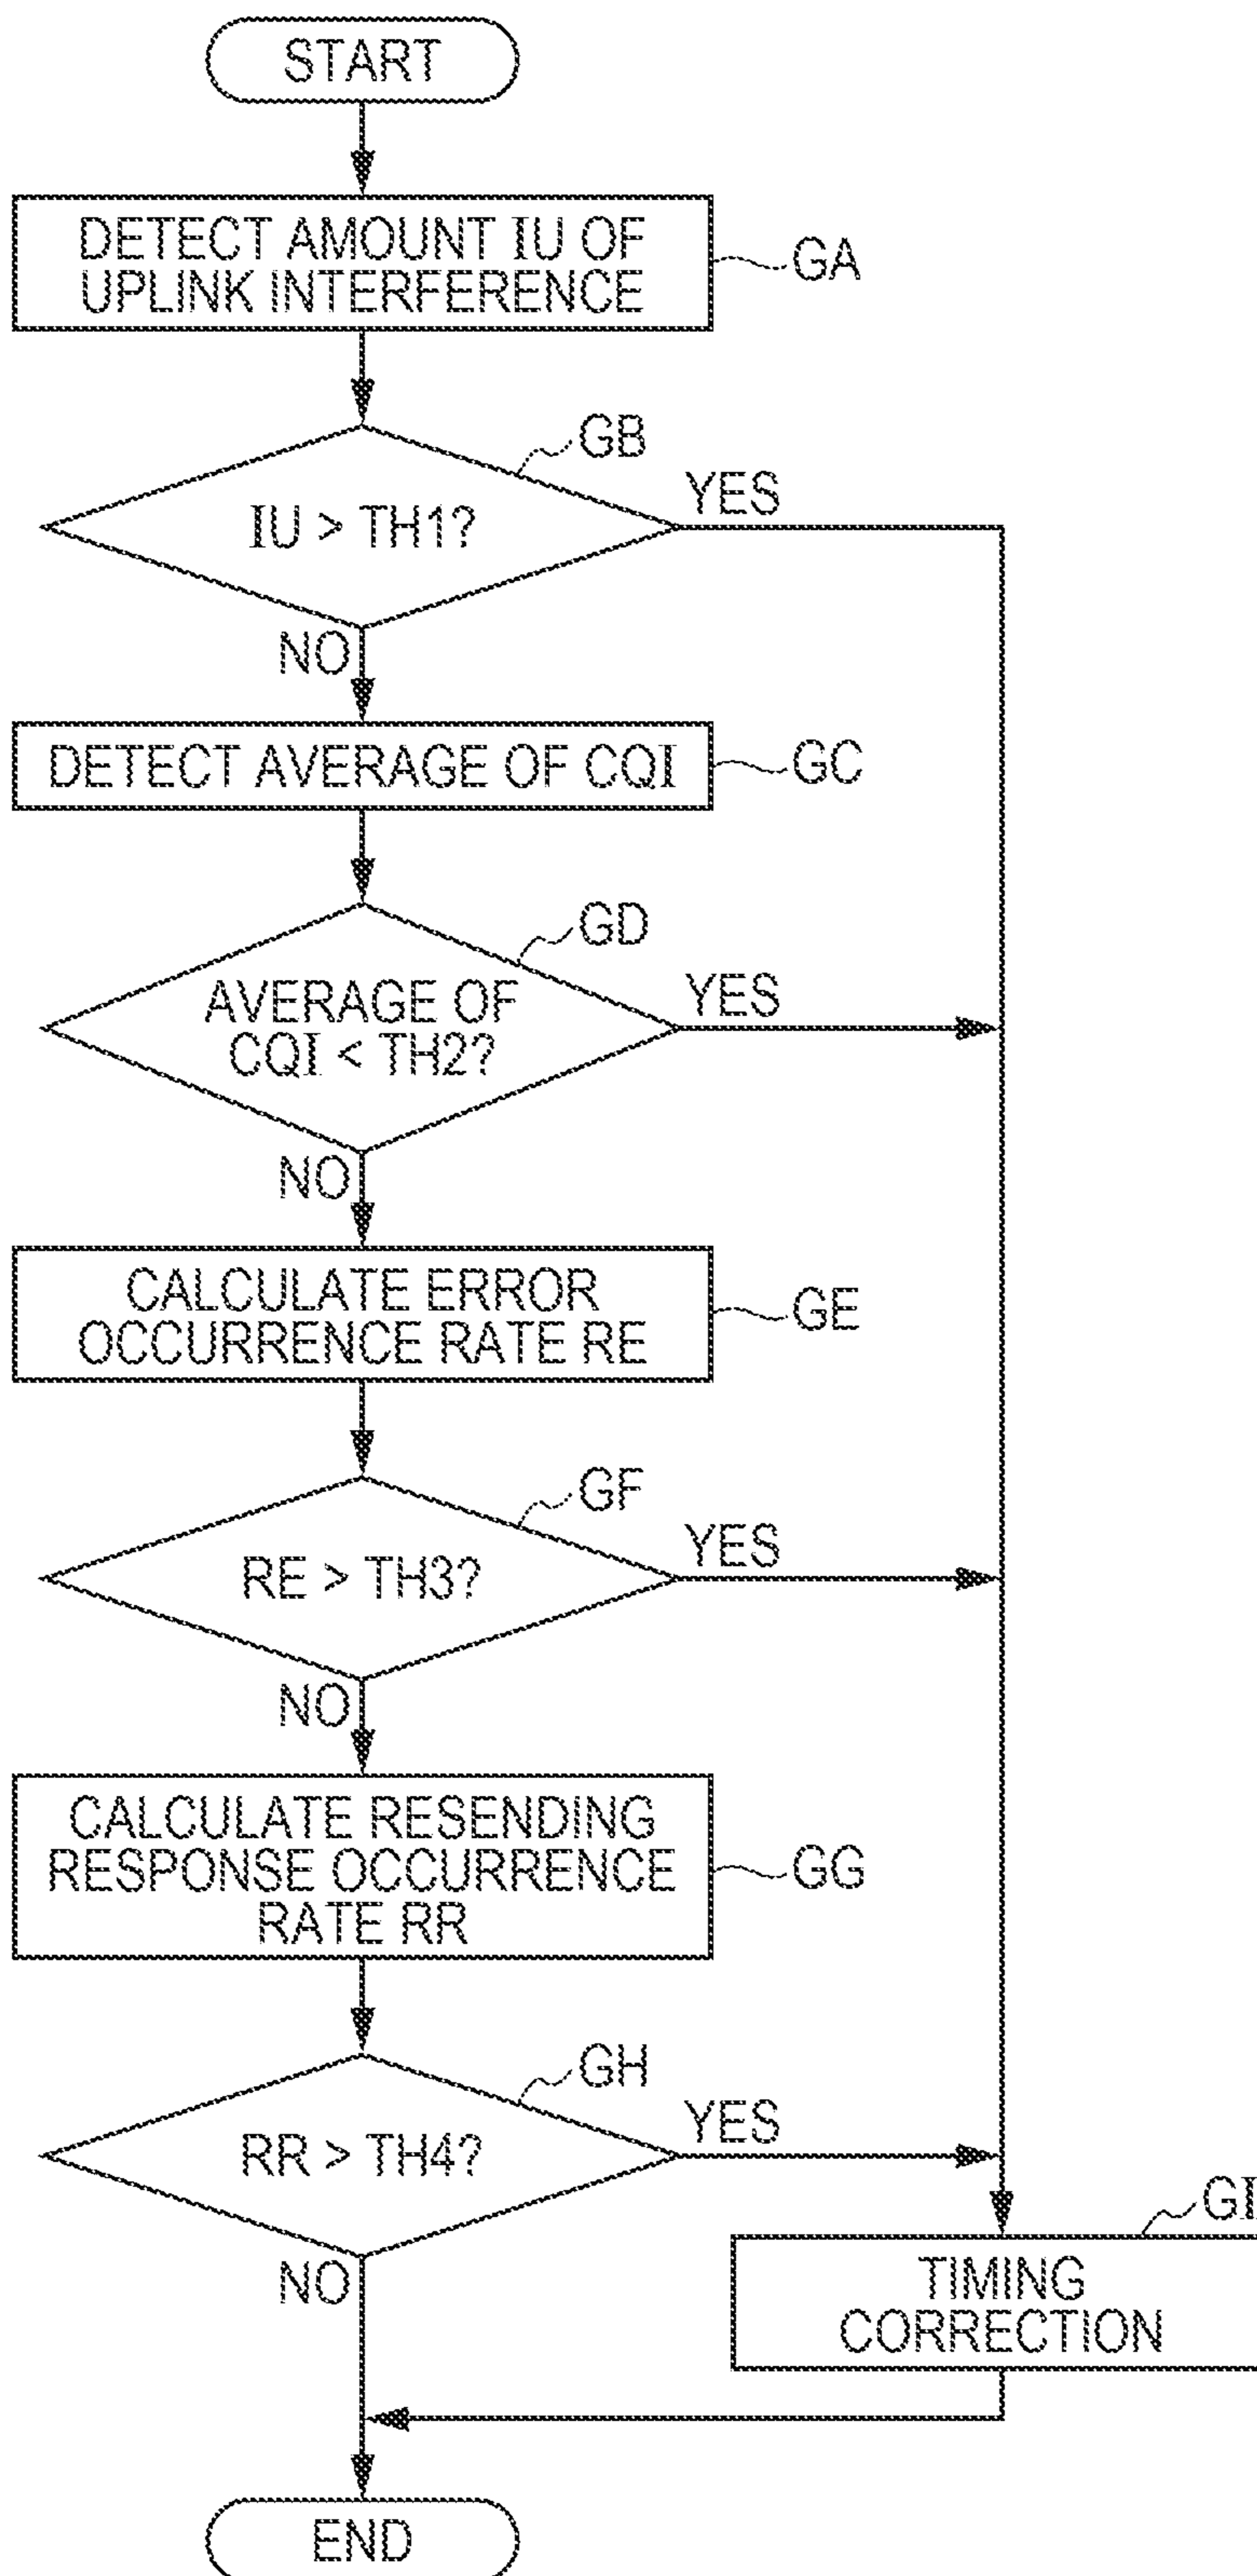 START
DETECT AMOUNT IU OF
UPLINK INTERFERENCE
GA
GB
IU > TH1?
YES
NO
DETECT AVERAGE OF CQI
GC
GD
AVERAGE OF
CQI < TH2?
YES
NO
CALCULATE ERROR
OCCURRENCE RATE RE
GE
GF
RE > TH3?
YES
NO
CALCULATE RESENDING
RESPONSE OCCURRENCE
RATE RR
GG
GH
RR > TH4?
YES
NO
GI
TIMING
CORRECTION
END